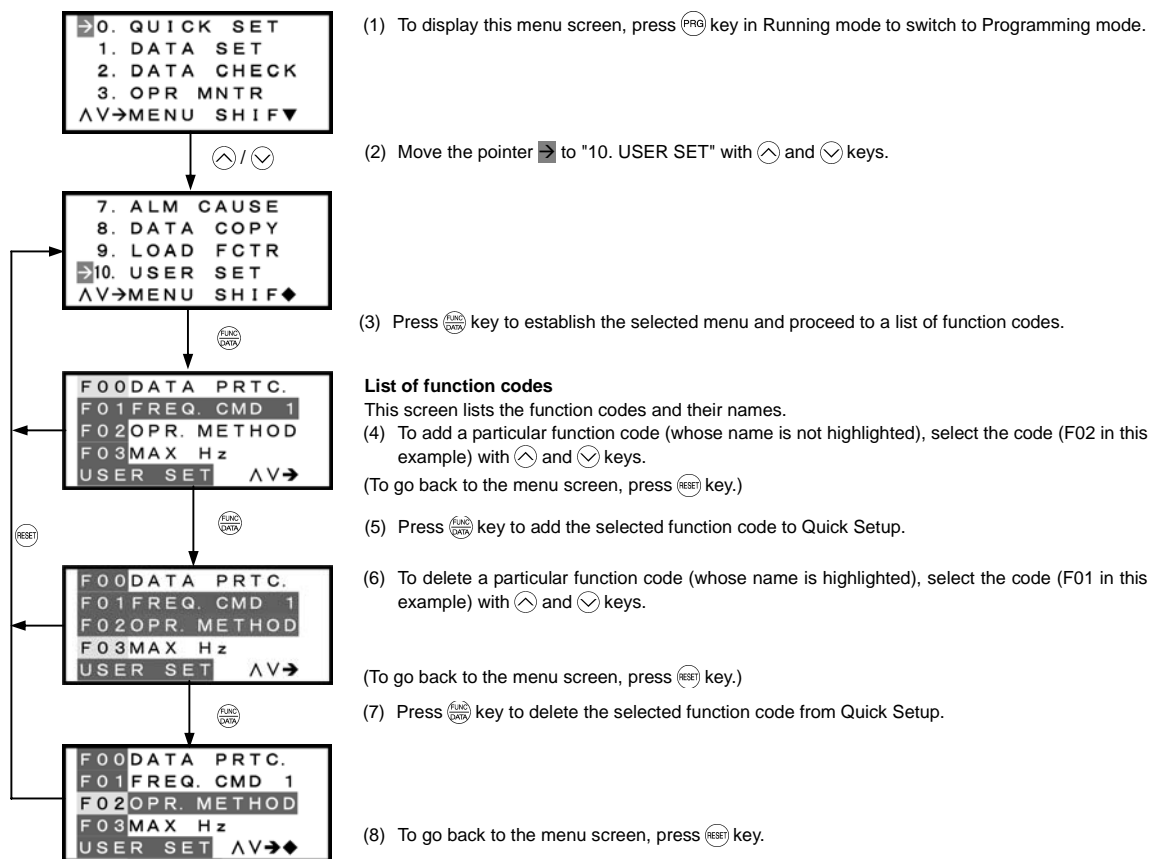 →0. QUICK SET
1. DATA SET
2. DATA CHECK
3. OPR MNTR
∧∨→MENU SHIF▼
(1) To display this menu screen, press PRG key in Running mode to switch to Programming mode.
/
(2) Move the pointer → to "10. USER SET" with and keys.
7. ALM CAUSE
8. DATA COPY
9. LOAD FCTR
→10. USER SET
∧∨→MENU SHIF◆
FUNC DATA
(3) Press FUNC DATA key to establish the selected menu and proceed to a list of function codes.
F00DATA PRTC.
F01FREQ. CMD 1
F02OPR. METHOD
F03MAX Hz
USER SET ∧∨→
List of function codes
This screen lists the function codes and their names.
(4) To add a particular function code (whose name is not highlighted), select the code (F02 in this
example) with and keys.
(To go back to the menu screen, press RESET key.)
RESET
FUNC DATA
(5) Press FUNC DATA key to add the selected function code to Quick Setup.
F00DATA PRTC.
F01FREQ. CMD 1
F02OPR. METHOD
F03MAX Hz
USER SET ∧∨→
(6) To delete a particular function code (whose name is highlighted), select the code (F01 in this
example) with and keys.
(To go back to the menu screen, press RESET key.)
FUNC DATA
(7) Press FUNC DATA key to delete the selected function code from Quick Setup.
F00DATA PRTC.
F01FREQ. CMD 1
F02OPR. METHOD
F03MAX Hz
USER SET ∧∨→◆
(8) To go back to the menu screen, press RESET key.